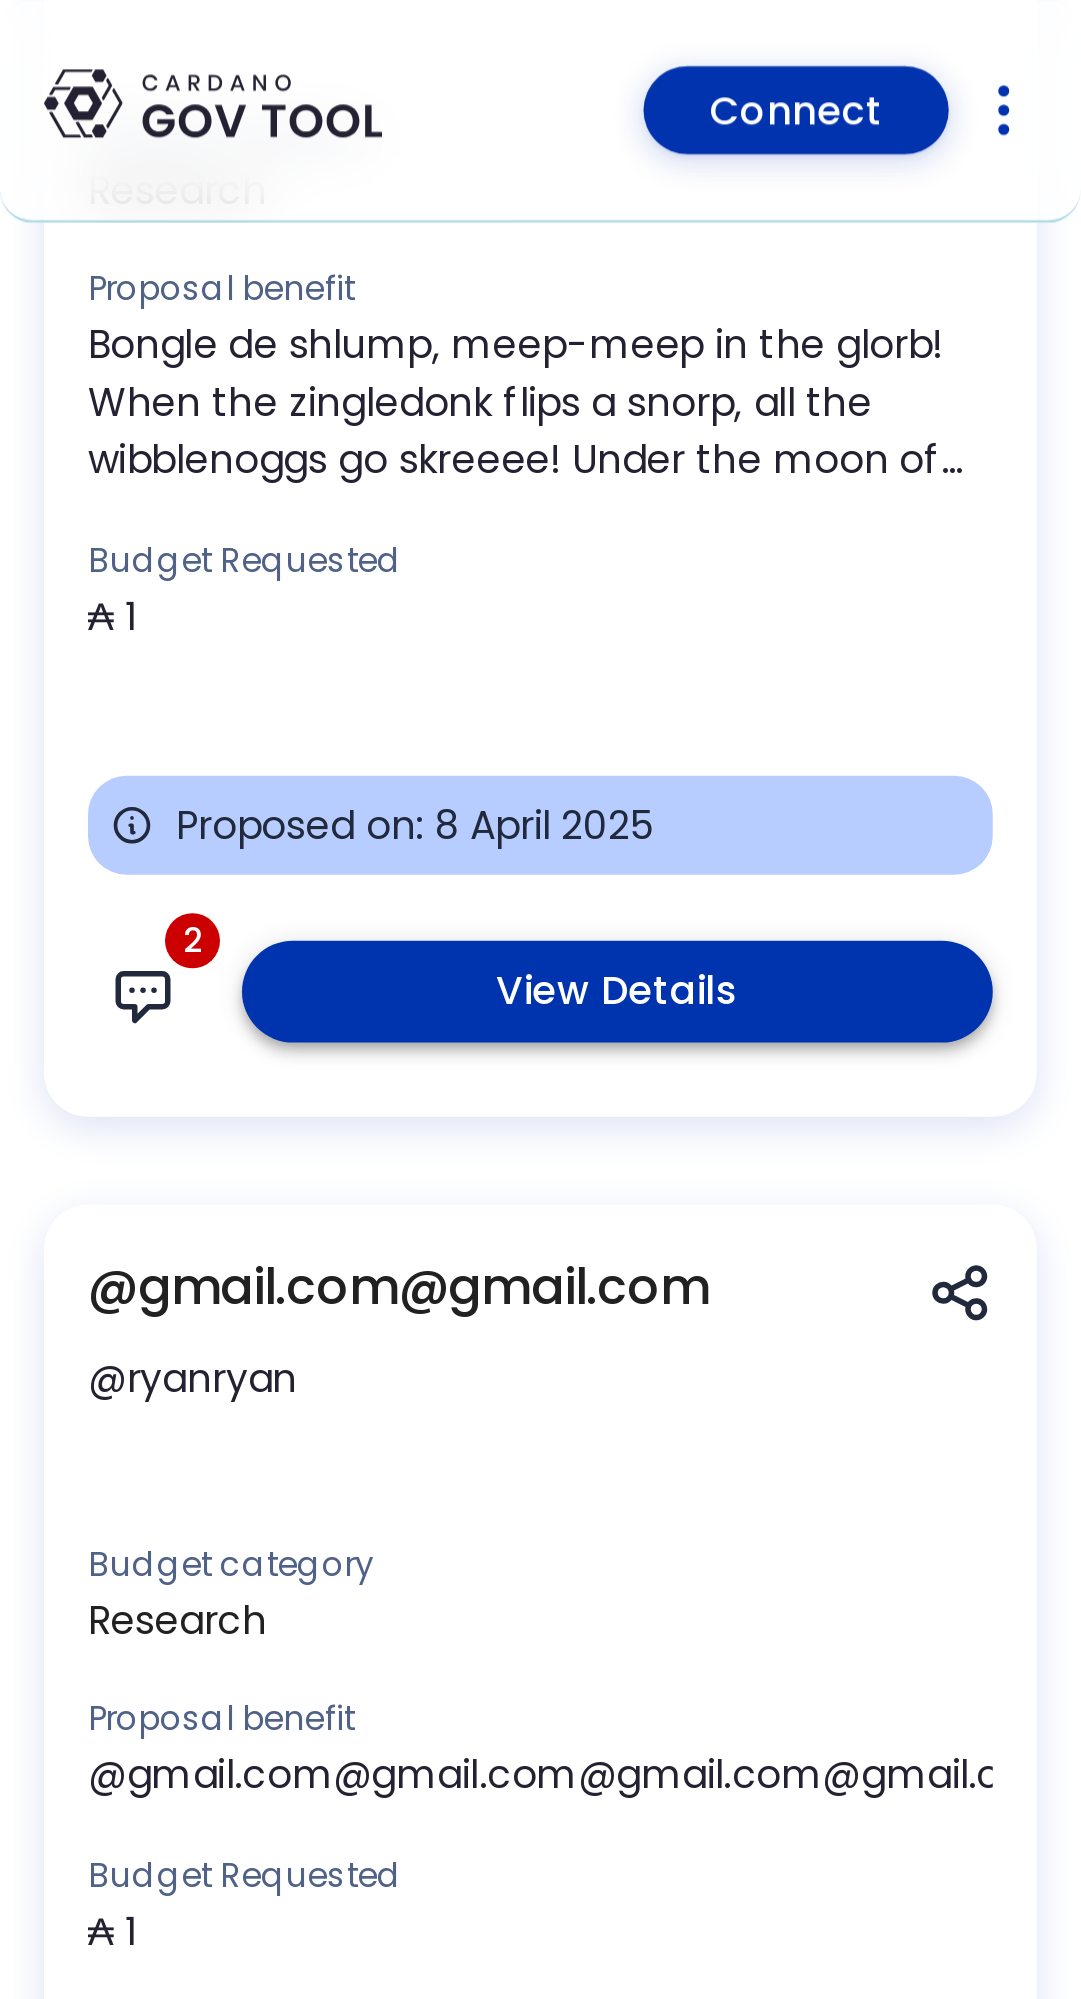 CARDANO
GOV TOOL
Connect
Research
Proposal benefit
Bongle de shlump, meep-meep in the glorb!
When the zingledonk flips a snorp, all the
wibblenoggs go skreeee! Under the moon of…
Budget Requested
₳ 1
Proposed on: 8 April 2025
2
View Details
@gmail.com@gmail.com
@ryanryan
Budget category
Research
Proposal benefit
@gmail.com@gmail.com@gmail.com@gmail.c
Budget Requested
₳ 1